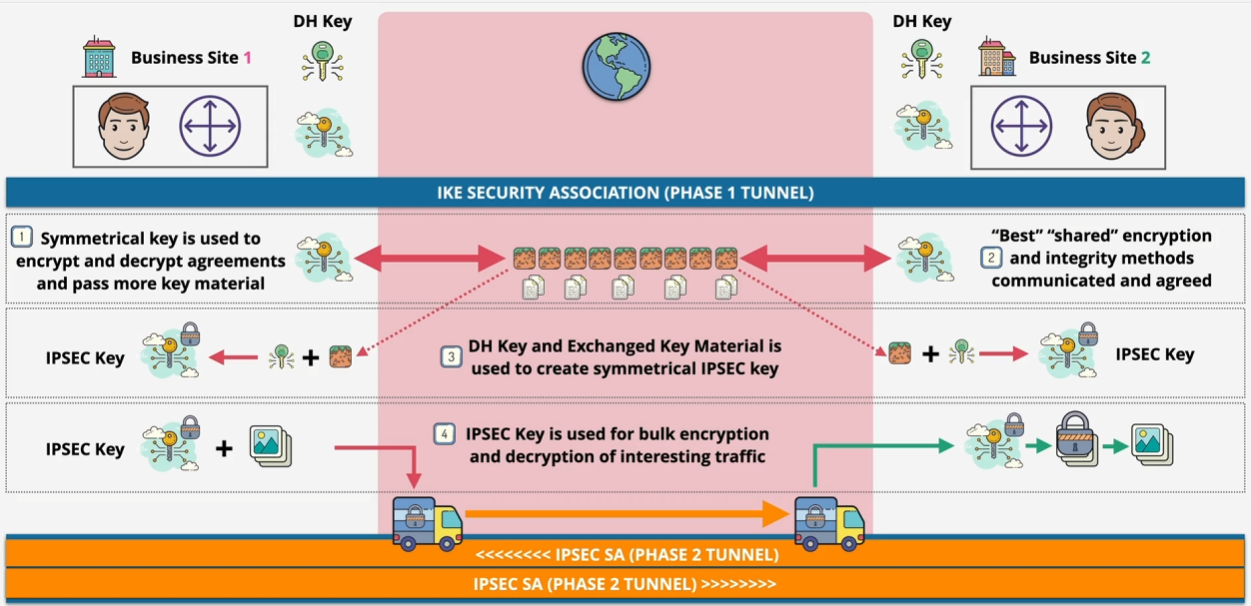 DH Key
DH Key
Business Site 1
Business Site 2
IKE SECURITY ASSOCIATION (PHASE 1 TUNNEL)
1
Symmetrical key is used to
encrypt and decrypt agreements
and pass more key material
“Best” “shared” encryption
2
and integrity methods
communicated and agreed
IPSEC Key
+
3
DH Key and Exchanged Key Material is
used to create symmetrical IPSEC key
+
IPSEC Key
IPSEC Key
+
4
IPSEC Key is used for bulk encryption
and decryption of interesting traffic
<<<<<<<< IPSEC SA (PHASE 2 TUNNEL)
IPSEC SA (PHASE 2 TUNNEL) >>>>>>>>